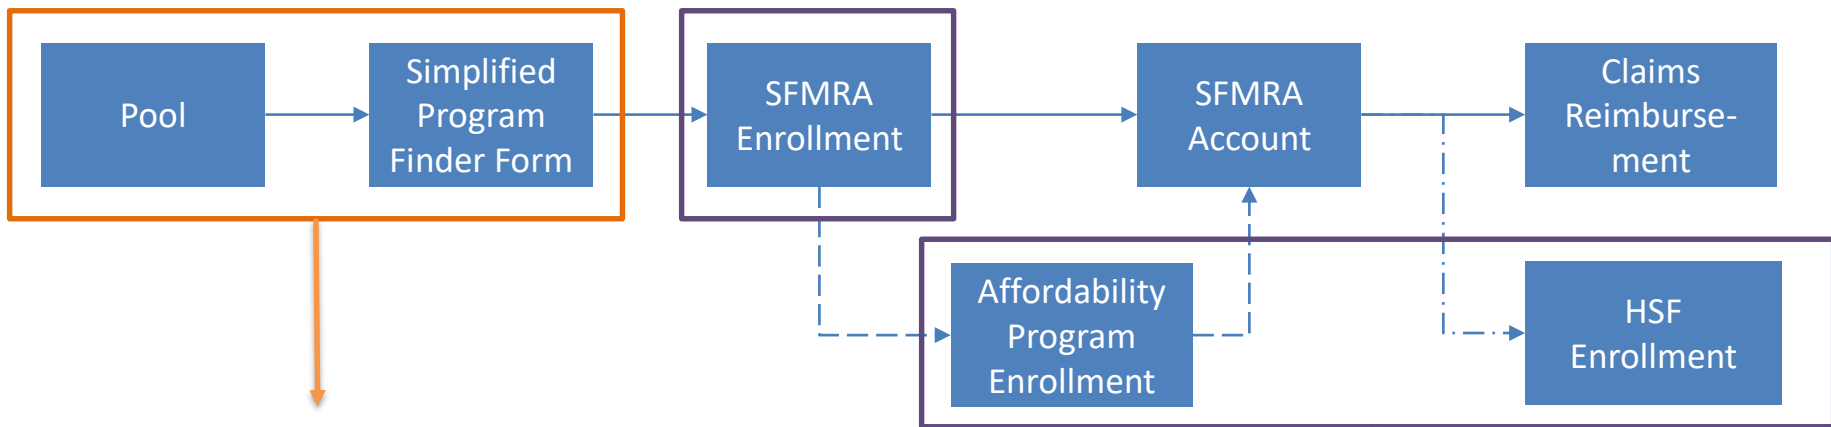 Pool
Simplified
Program
Finder Form
SFMRA
Enrollment
SFMRA
Account
Claims
Reimburse-
ment
Affordability
Program
Enrollment
HSF
Enrollment